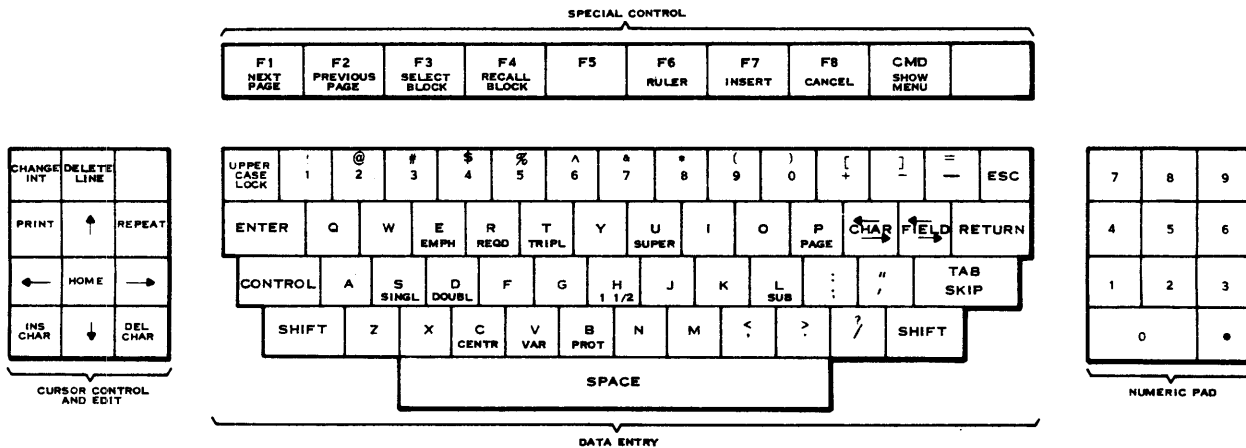 SPECIAL CONTROL
F1 F2 F3 F4 F5 F6 F7 F8 CMD
NEXT PAGE PREVIOUS PAGE SELECT BLOCK RECALL BLOCK RULER INSERT CANCEL SHOW MENU
CHANGE INT DELETE LINE
PRINT ↑ REPEAT
← HOME →
INS CHAR ↓ DEL CHAR
CURSOR CONTROL
AND EDIT
UPPER CASE LOCK ' 1 @ 2 # 3 $ 4 % 5 ^ 6 & 7 * 8 ( 9 ) 0 [ + ] - = — ESC
ENTER Q W E EMPH R REQD T TRIPL Y U SUPER I O P PAGE CHAR FIELD RETURN
CONTROL A S SINGL D DOUBL F G H 1 1/2 J K L SUB : ; " ' TAB SKIP
SHIFT Z X C CENTR V VAR B PROT N M < , > . ? / SHIFT
SPACE
DATA ENTRY
7 8 9
4 5 6
1 2 3
0 •
NUMERIC PAD